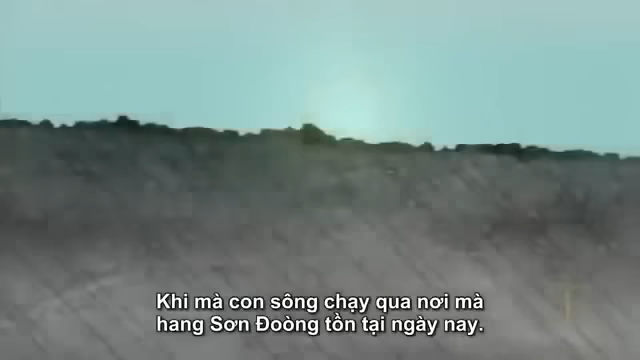 Khi mà con sông chạy qua nơi mà
hang Sơn Đoòng tồn tại ngày nay.